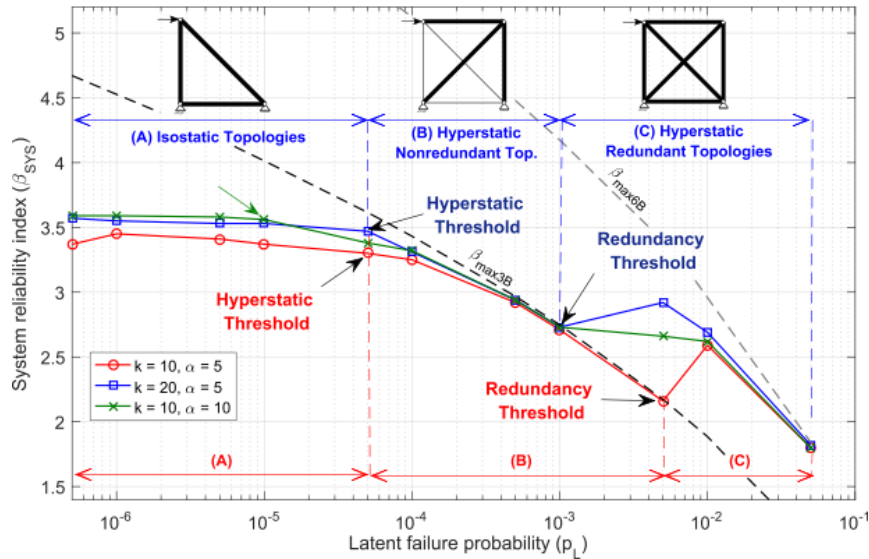 5
4.5
4
3.5
3
2.5
2
1.5
System reliability index (β_SYS)
(A) Isostatic Topologies
(B) Hyperstatic
Nonredundant Top.
(C) Hyperstatic
Redundant Topologies
β_max6B
Hyperstatic
Threshold
β_max3B
Redundancy
Threshold
Hyperstatic
Threshold
Redundancy
Threshold
k = 10, α = 5
k = 20, α = 5
k = 10, α = 10
(A)
(B)
(C)
10^-6
10^-5
10^-4
10^-3
10^-2
10^-1
Latent failure probability (p_L)